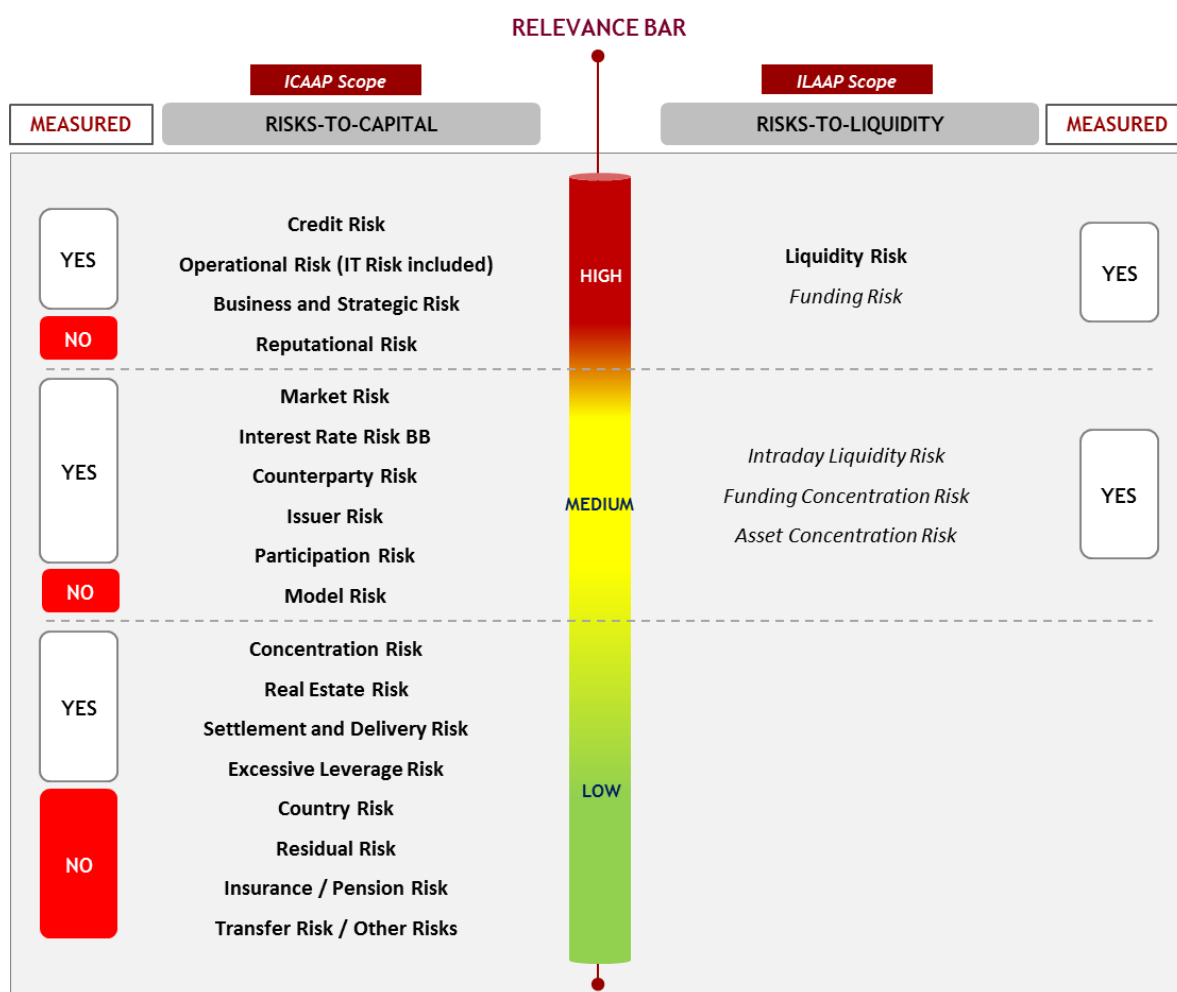 RELEVANCE BAR
ICAAP Scope
ILAAP Scope
MEASURED
RISKS-TO-CAPITAL
RISKS-TO-LIQUIDITY
MEASURED
YES
NO
Credit Risk
Operational Risk (IT Risk included)
Business and Strategic Risk
Reputational Risk
HIGH
Liquidity Risk
Funding Risk
YES
YES
NO
Market Risk
Interest Rate Risk BB
Counterparty Risk
Issuer Risk
Participation Risk
Model Risk
MEDIUM
Intraday Liquidity Risk
Funding Concentration Risk
Asset Concentration Risk
YES
YES
NO
Concentration Risk
Real Estate Risk
Settlement and Delivery Risk
Excessive Leverage Risk
Country Risk
Residual Risk
Insurance / Pension Risk
Transfer Risk / Other Risks
LOW